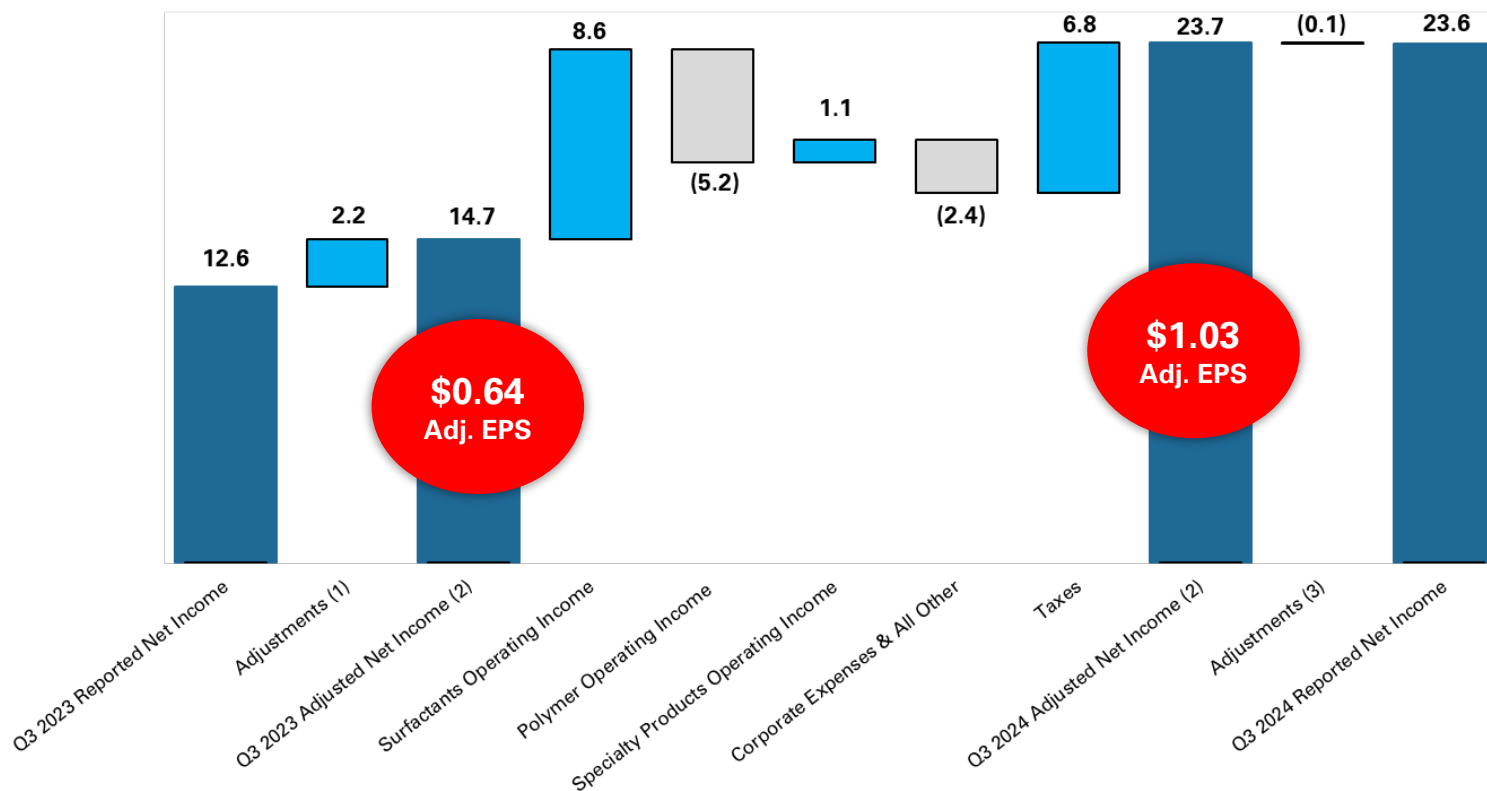 12.6
2.2
14.7
8.6
(5.2)
1.1
(2.4)
6.8
23.7
(0.1)
23.6
$0.64
Adj. EPS
$1.03
Adj. EPS
Q3 2023 Reported Net Income
Adjustments (1)
Q3 2023 Adjusted Net Income (2)
Surfactants Operating Income
Polymer Operating Income
Specialty Products Operating Income
Corporate Expenses & All Other
Taxes
Q3 2024 Adjusted Net Income (2)
Adjustments (3)
Q3 2024 Reported Net Income